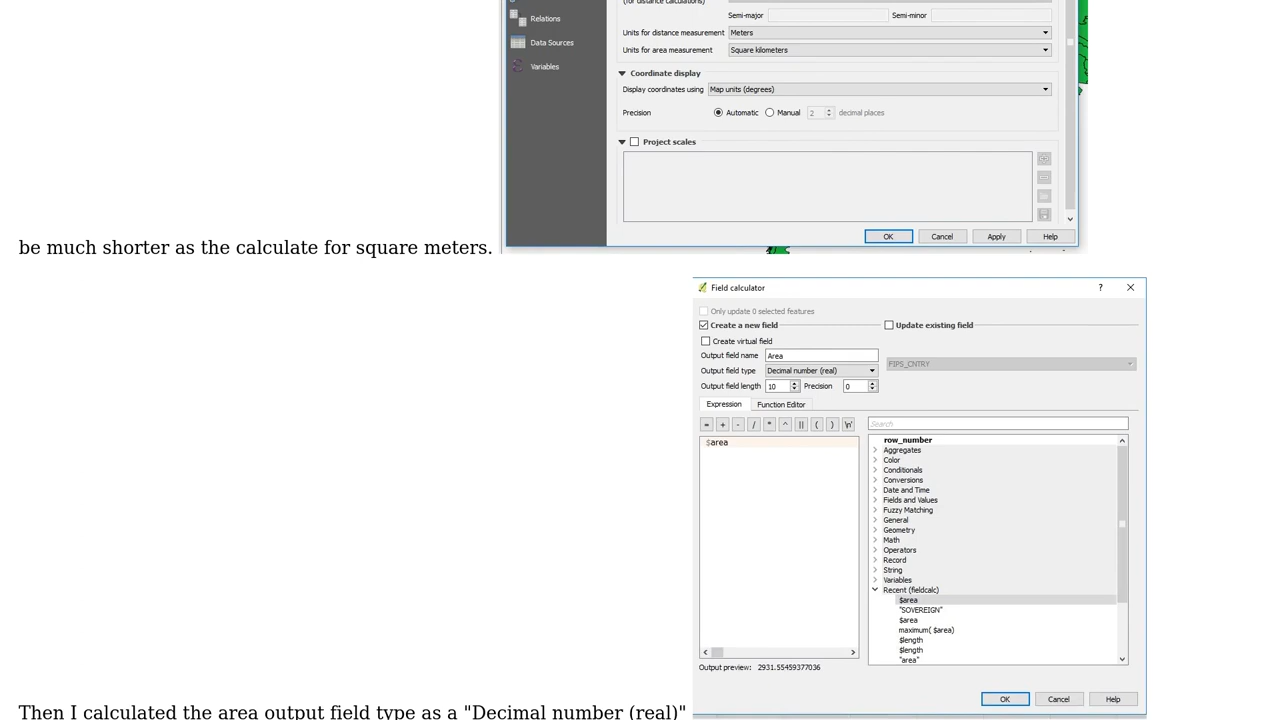 (for distance calculations)
Semi-major Semi-minor
Relations
Units for distance measurement Meters
Data Sources
Units for area measurement Square kilometers
Variables
Coordinate display
Display coordinates using Map units (degrees)
Precision Automatic Manual 2 decimal places
Project scales
OK Cancel Apply Help
be much shorter as the calculate for square meters.
Field calculator ?
Only update 0 selected features
Create a new field Update existing field
Create virtual field
Output field name Area
FIPS_CNTRY
Output field type Decimal number (real)
Output field length 10 Precision 0
Expression Function Editor
= + - / * ^ || ( ) '\n'
Search
$area
row_number
Aggregates
Color
Conditionals
Conversions
Date and Time
Fields and Values
Fuzzy Matching
General
Geometry
Math
Operators
Record
String
Variables
Recent (fieldcalc)
$area
"SOVEREIGN"
$area
maximum( $area)
$length
$length
"area"
Output preview: 2931.55459377036
OK Cancel Help
Then I calculated the area output field type as a "Decimal number (real)"